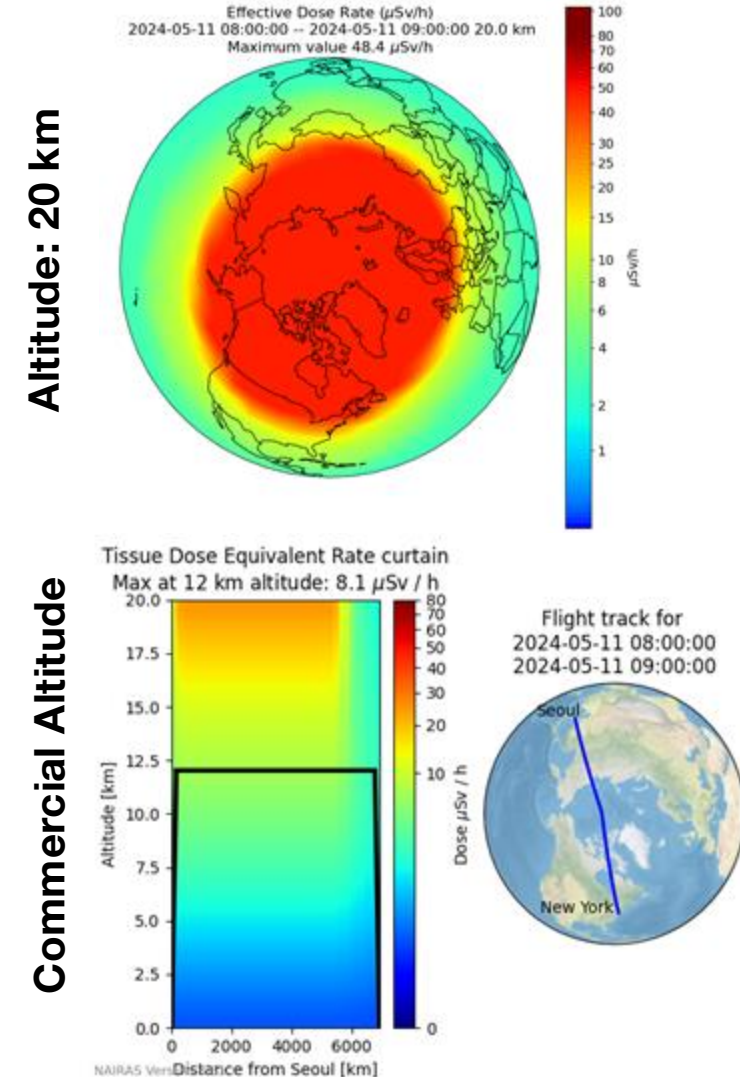 Altitude: 20 km
Effective Dose Rate (μSv/h)
2024-05-11 08:00:00 -- 2024-05-11 09:00:00 20.0 km
Maximum value 48.4 μSv/h
100
80
70
60
50
40
30
25
20
15
10
8
6
4
2
1
μSv/h
Commercial Altitude
Tissue Dose Equivalent Rate curtain
Max at 12 km altitude: 8.1 μSv / h
20.0
17.5
15.0
12.5
10.0
7.5
5.0
2.5
0.0
Altitude [km]
0 2000 4000 6000
Distance from Seoul [km]
NAIRAS
80
70
60
50
40
30
20
10
0
Dose μSv / h
Flight track for
2024-05-11 08:00:00
2024-05-11 09:00:00
Seoul
New York